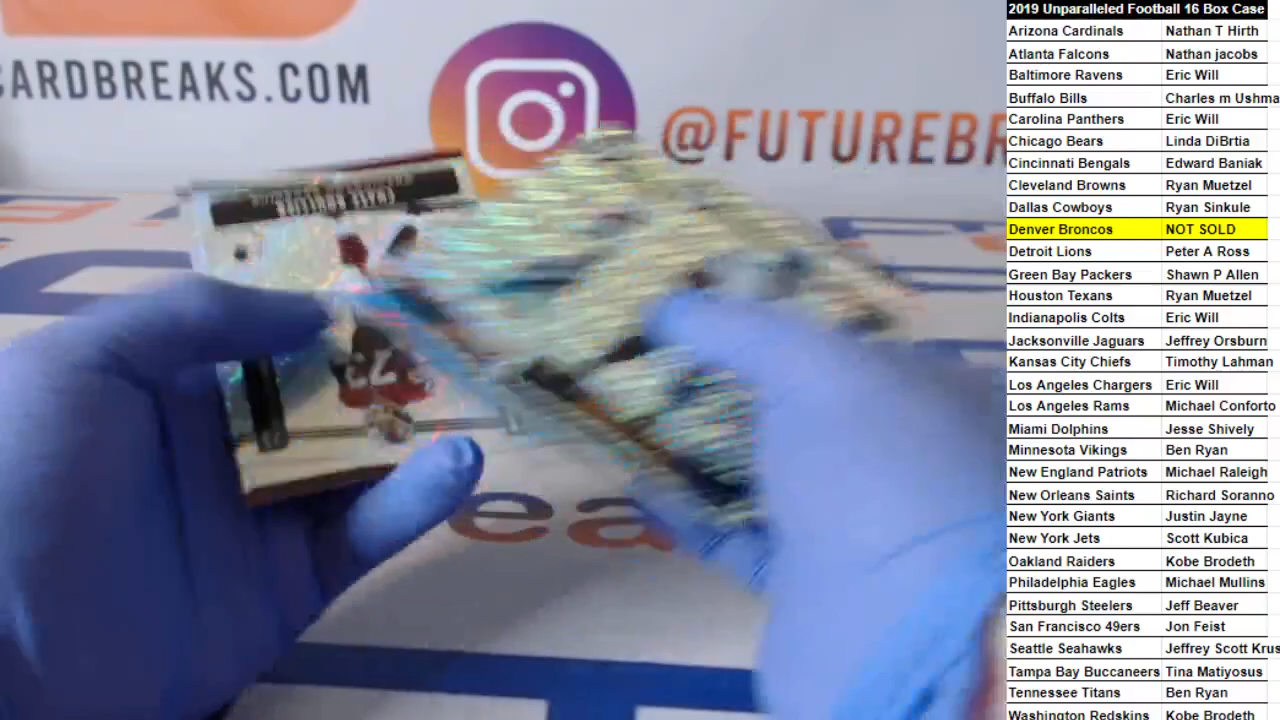 CARDBREAKS.COM
@FUTUREBR
ea
2019 Unparalleled Football 16 Box Case
Arizona Cardinals Nathan T Hirth
Atlanta Falcons Nathan jacobs
Baltimore Ravens Eric Will
Buffalo Bills Charles m Ushma
Carolina Panthers Eric Will
Chicago Bears Linda DiBrtia
Cincinnati Bengals Edward Baniak
Cleveland Browns Ryan Muetzel
Dallas Cowboys Ryan Sinkule
Denver Broncos NOT SOLD
Detroit Lions Peter A Ross
Green Bay Packers Shawn P Allen
Houston Texans Ryan Muetzel
Indianapolis Colts Eric Will
Jacksonville Jaguars Jeffrey Orsburn
Kansas City Chiefs Timothy Lahman
Los Angeles Chargers Eric Will
Los Angeles Rams Michael Conforto
Miami Dolphins Jesse Shively
Minnesota Vikings Ben Ryan
New England Patriots Michael Raleigh
New Orleans Saints Richard Soranno
New York Giants Justin Jayne
New York Jets Scott Kubica
Oakland Raiders Kobe Brodeth
Philadelphia Eagles Michael Mullins
Pittsburgh Steelers Jeff Beaver
San Francisco 49ers Jon Feist
Seattle Seahawks Jeffrey Scott Krus
Tampa Bay Buccaneers Tina Matiyosus
Tennessee Titans Ben Ryan
Washington Redskins Kobe Brodeth